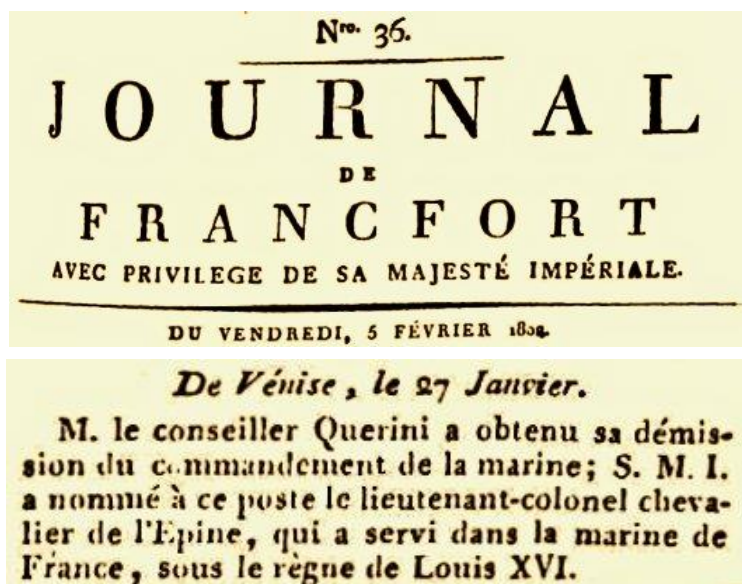 Nro. 36.
JOURNAL
DE
FRANCFORT
AVEC PRIVILEGE DE SA MAJESTÉ IMPÉRIALE.
DU VENDREDI, 5 FÉVRIER 1802.
De Vénise, le 27 Janvier.
M. le conseiller Querini a obtenu sa démis-
sion du commandement de la marine; S. M. I.
a nommé à ce poste le lieutenant-colonel cheva-
lier de l'Epine, qui a servi dans la marine de
France, sous le règne de Louis XVI.